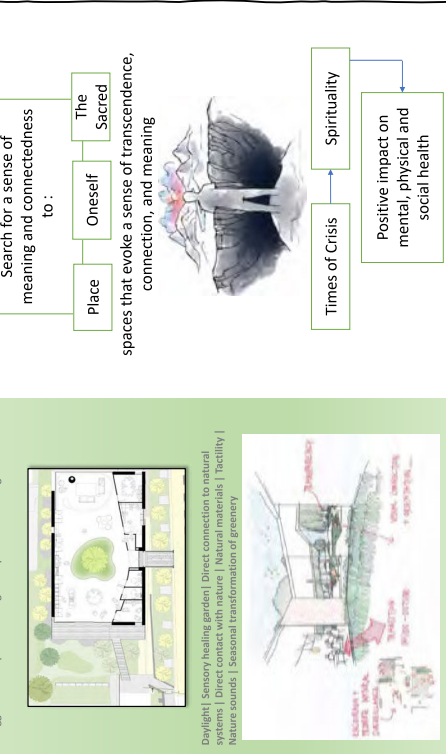 Search for a sense of
meaning and connectedness
to :
Place
Oneself
The
Sacred
spaces that evoke a sense of transcendence,
connection, and meaning
Times of Crisis
Spirituality
Positive impact on
mental, physical and
social health
Daylight| Sensory healing garden| Direct connection to natural
systems | Direct contact with nature | Natural materials | Tactility |
Nature sounds | Seasonal transformation of greenery
TRANSPARENCY